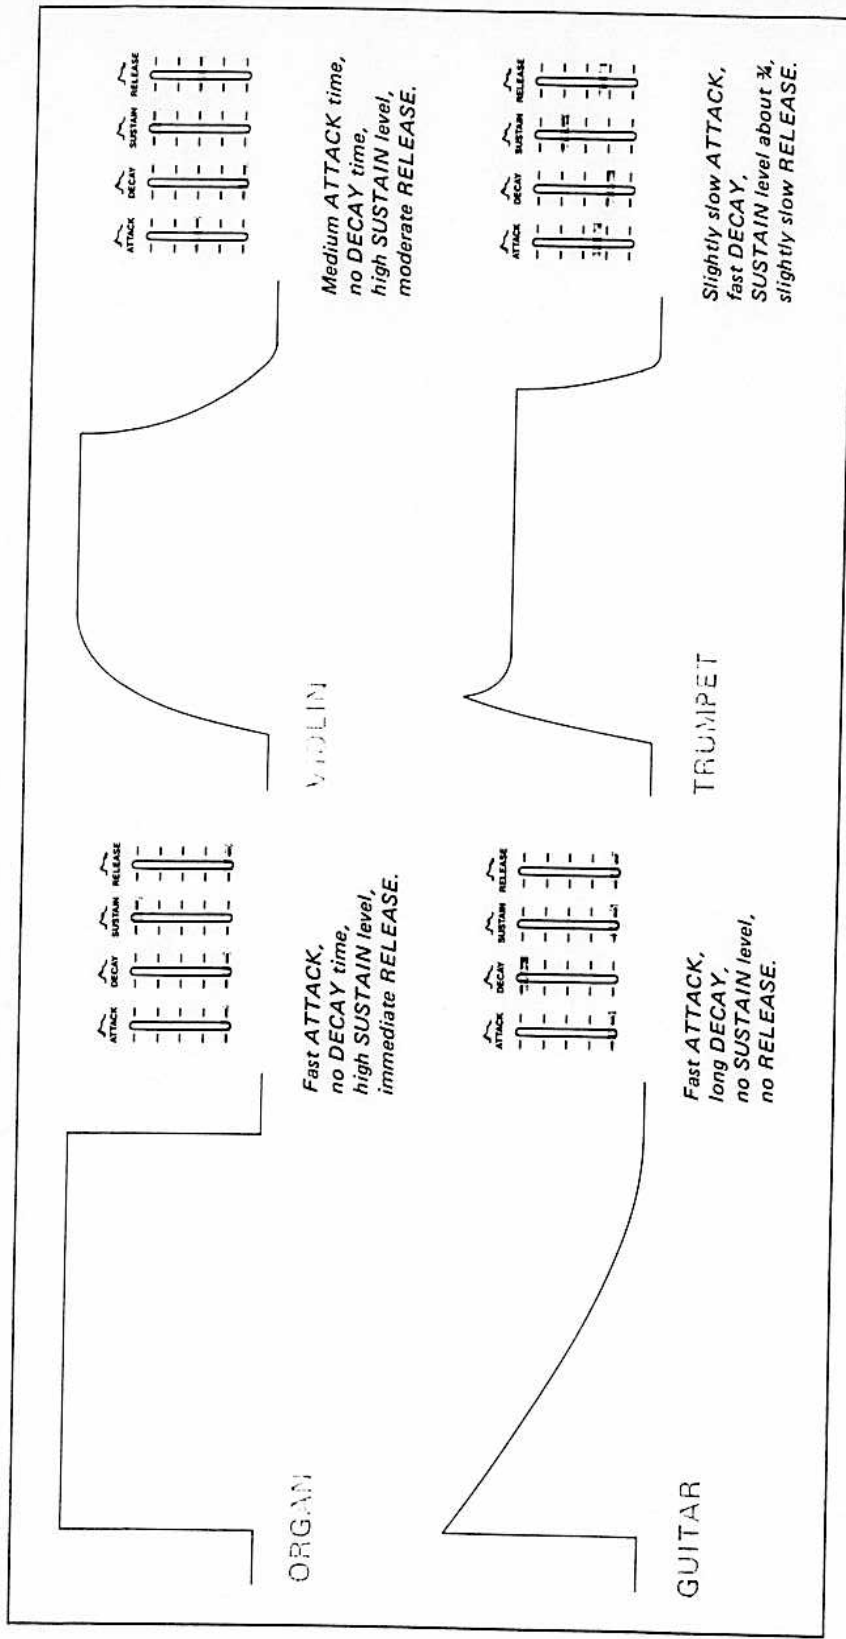 ATTACK DECAY SUSTAIN RELEASE
Fast ATTACK,
no DECAY time,
high SUSTAIN level,
immediate RELEASE.
ORGAN
ATTACK DECAY SUSTAIN RELEASE
Medium ATTACK time,
no DECAY time,
high SUSTAIN level,
moderate RELEASE.
VIOLIN
ATTACK DECAY SUSTAIN RELEASE
Fast ATTACK,
long DECAY,
no SUSTAIN level,
no RELEASE.
GUITAR
ATTACK DECAY SUSTAIN RELEASE
Slightly slow ATTACK,
fast DECAY,
SUSTAIN level about ¾,
slightly slow RELEASE.
TRUMPET